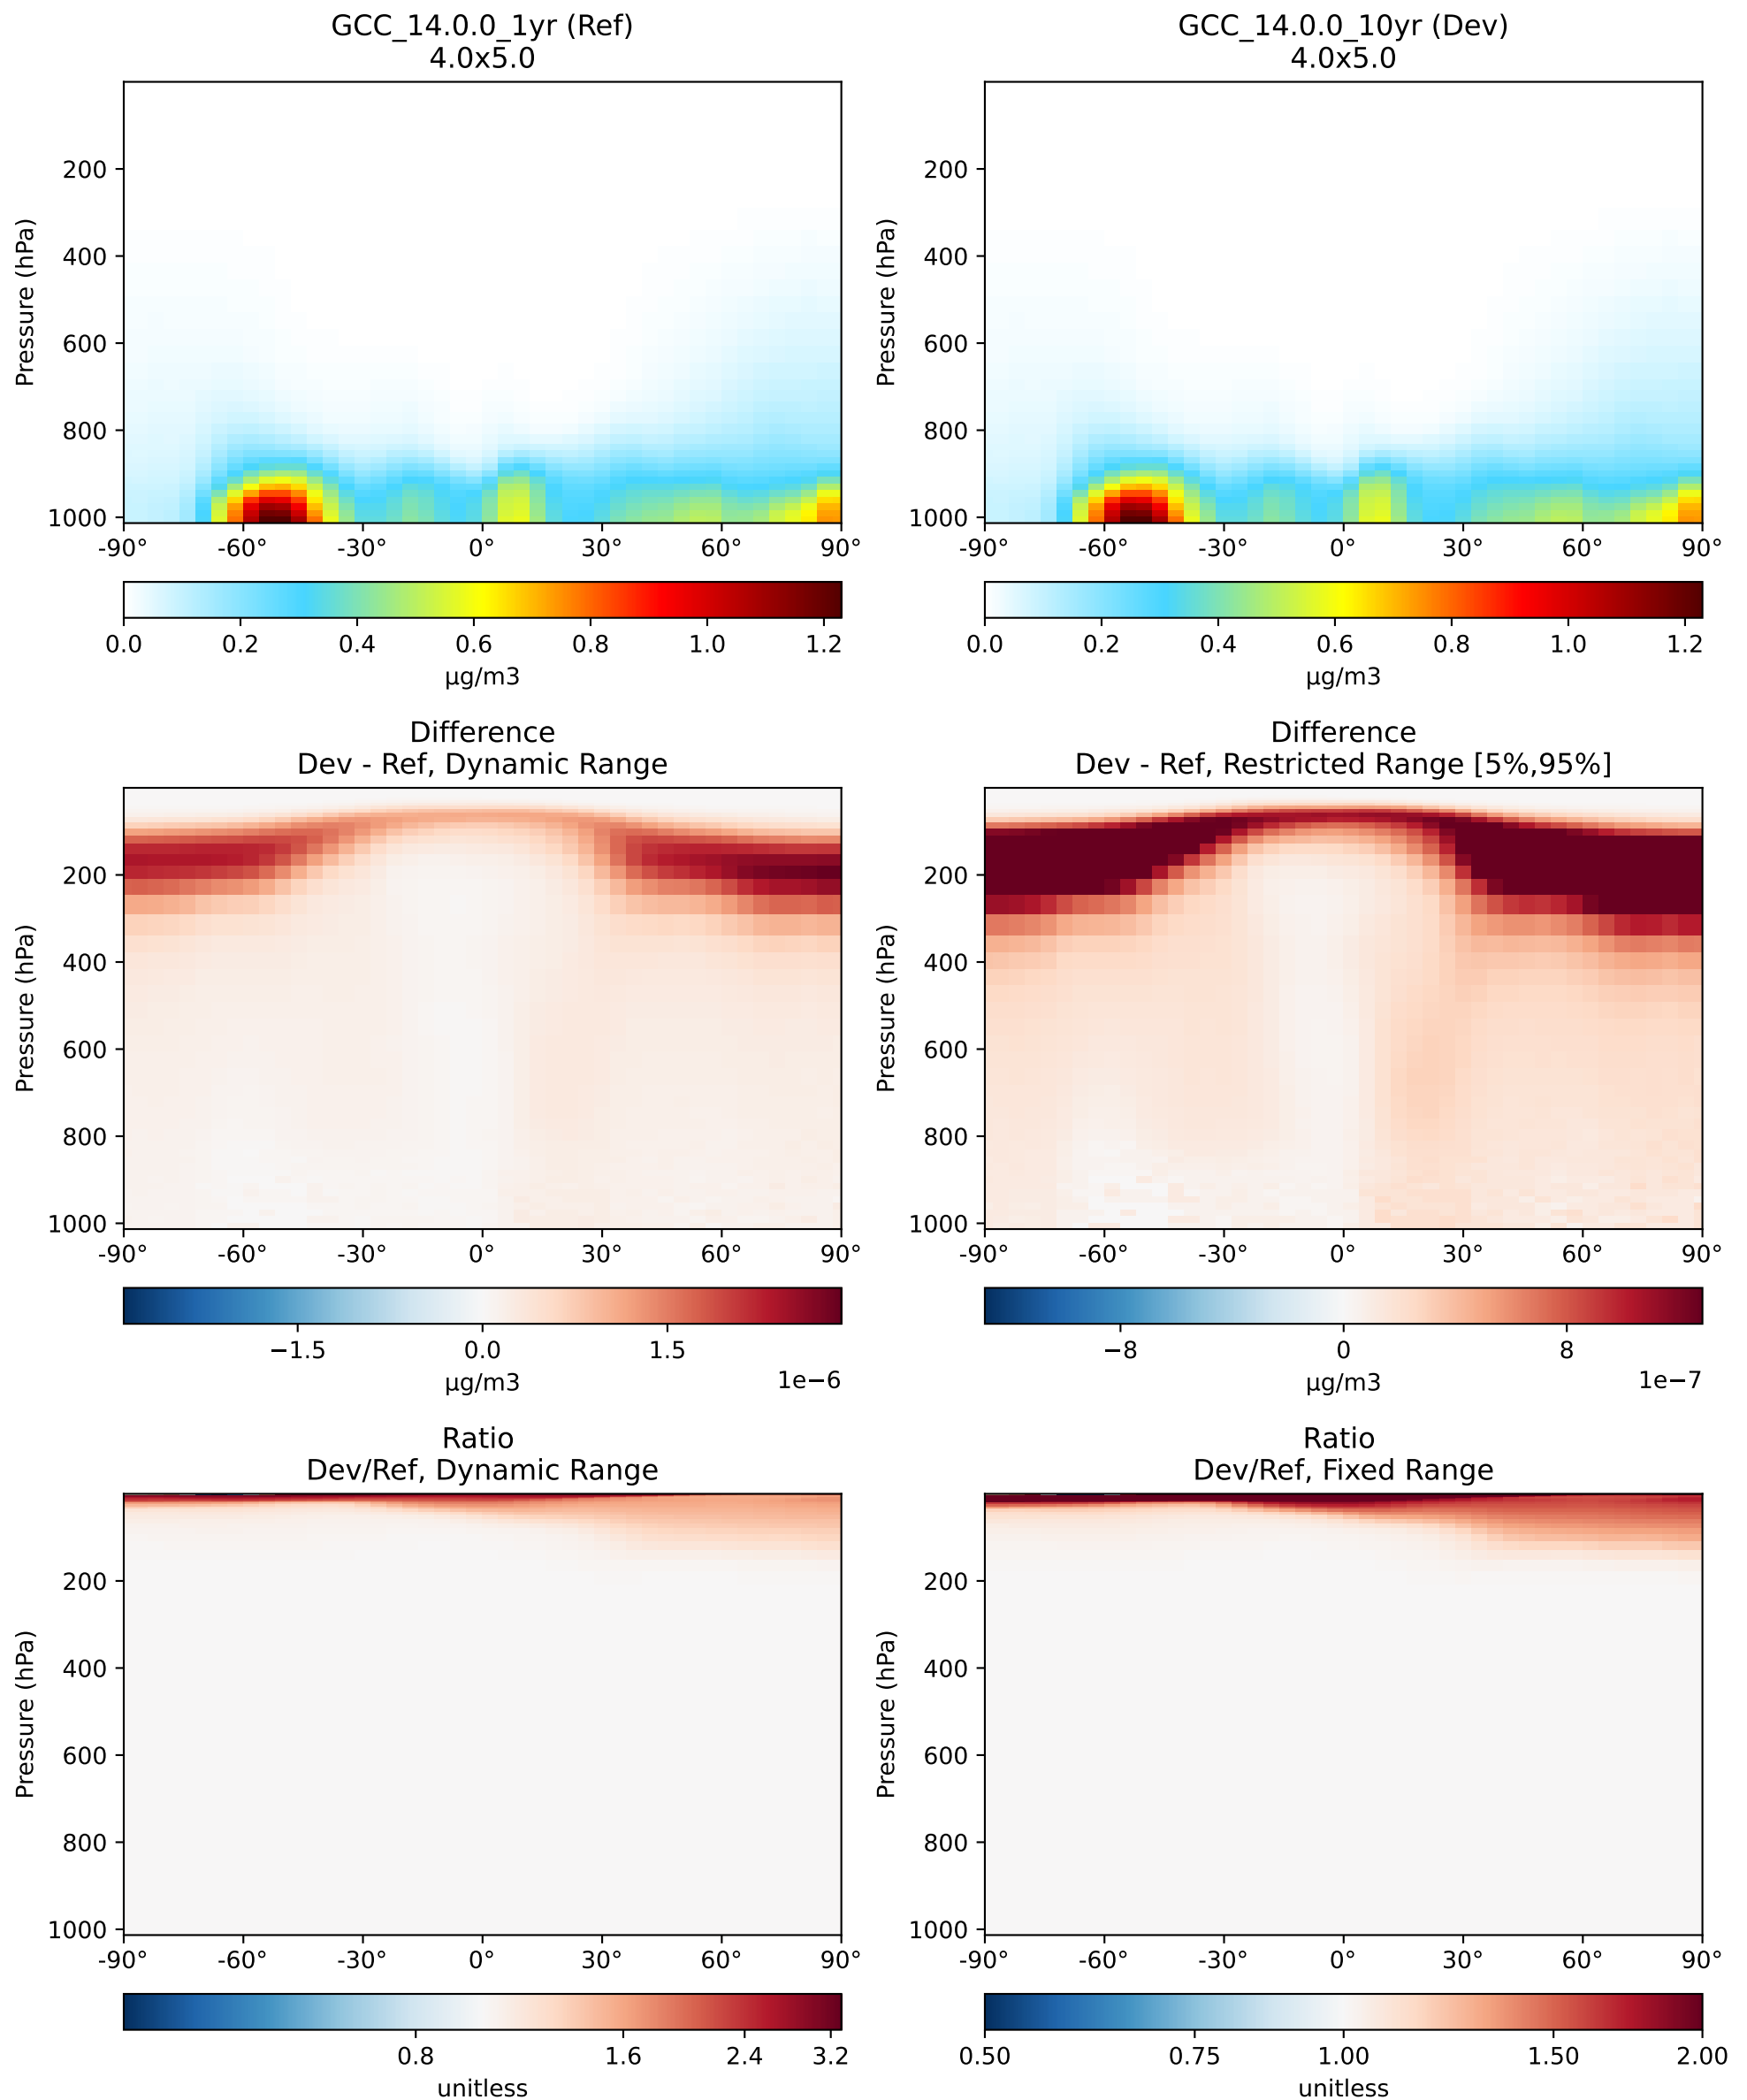 GCC_14.0.0_1yr (Ref)
4.0x5.0
GCC_14.0.0_10yr (Dev)
4.0x5.0
Pressure (hPa)
200
400
600
800
1000
-90° -60° -30° 0° 30° 60° 90°
0.0 0.2 0.4 0.6 0.8 1.0 1.2
µg/m3
Pressure (hPa)
200
400
600
800
1000
-90° -60° -30° 0° 30° 60° 90°
0.0 0.2 0.4 0.6 0.8 1.0 1.2
µg/m3
Difference
Dev - Ref, Dynamic Range
Pressure (hPa)
200
400
600
800
1000
-90° -60° -30° 0° 30° 60° 90°
−1.5 0.0 1.5
µg/m3 1e−6
Difference
Dev - Ref, Restricted Range [5%,95%]
Pressure (hPa)
200
400
600
800
1000
-90° -60° -30° 0° 30° 60° 90°
−8 0 8
µg/m3 1e−7
Ratio
Dev/Ref, Dynamic Range
Pressure (hPa)
200
400
600
800
1000
-90° -60° -30° 0° 30° 60° 90°
0.8 1.6 2.4 3.2
unitless
Ratio
Dev/Ref, Fixed Range
Pressure (hPa)
200
400
600
800
1000
-90° -60° -30° 0° 30° 60° 90°
0.50 0.75 1.00 1.50 2.00
unitless